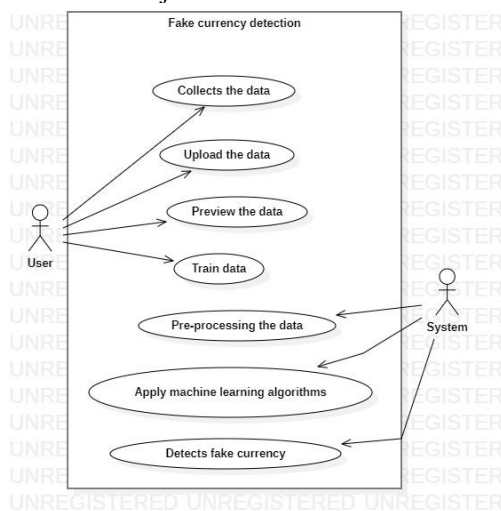 Fake currency detection
Collects the data
Upload the data
Preview the data
User
Train data
Pre-processing the data
System
Apply machine learning algorithms
Detects fake currency
UNREGISTERED UNREGISTERED UNREGISTER